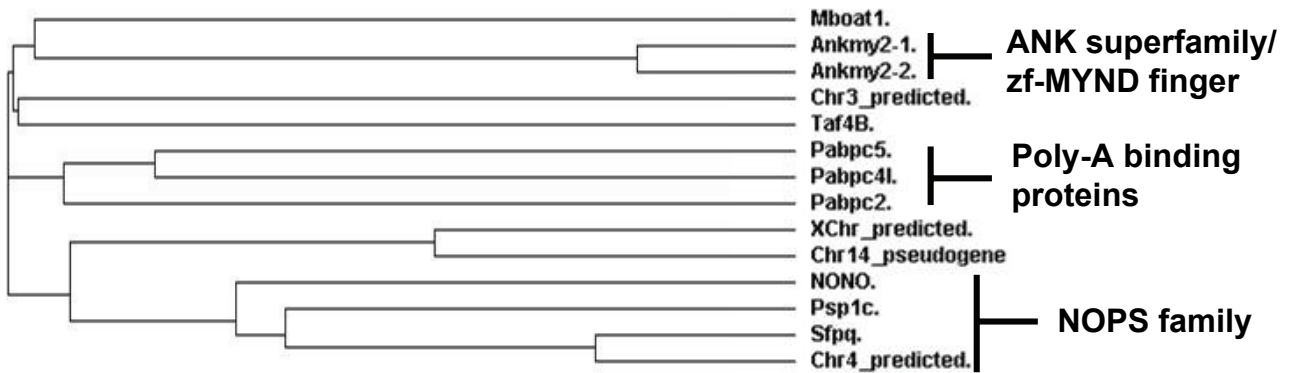 Mboat1.
Ankmy2-1.
Ankmy2-2.
Chr3_predicted.
Taf4B.
Pabpc5.
Pabpc4l.
Pabpc2.
XChr_predicted.
Chr14_pseudogene
NONO.
Psp1c.
Sfpq.
Chr4_predicted.
ANK superfamily/
zf-MYND finger
Poly-A binding
proteins
NOPS family